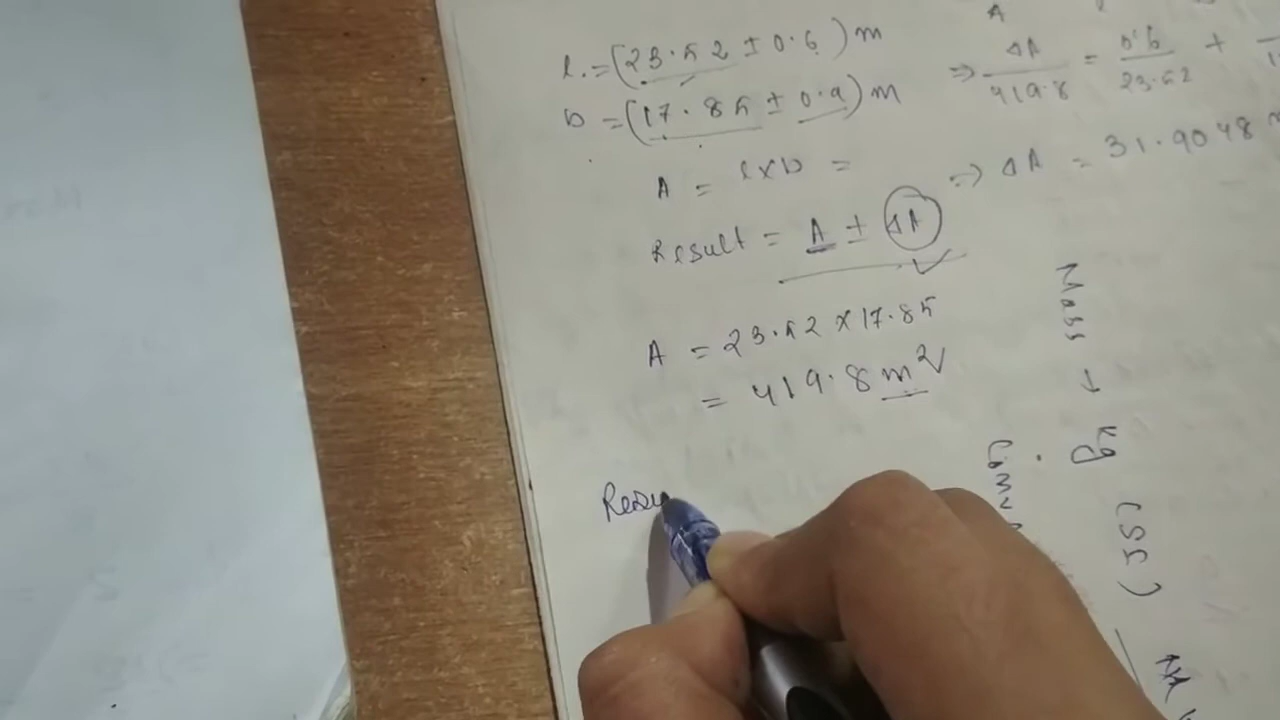 l. = (23.52 ± 0.6) m
b = (17.85 ± 0.9) m
A = l x b =
Result = A ± ΔA
A = 23.52 x 17.85
= 419.8 m²
Resu
A
⇒ ΔA/419.8 = 0.6/23.52 +
⇒ ΔA = 31.9048
Mass → kg (SS)